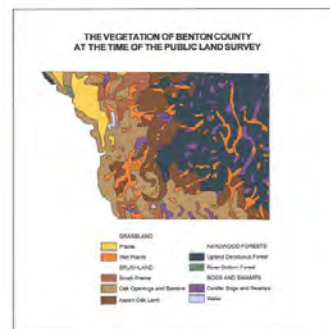 THE VEGETATION OF BENTON COUNTY
AT THE TIME OF THE PUBLIC LAND SURVEY
GRASSLAND
Prairie
Wet Prairie
BRUSHLAND
Brush Prairie
Oak Openings and Barrens
Aspen-Oak Land
HARDWOOD FORESTS
Upland Deciduous Forest
River Bottom Forest
BOGS AND SWAMPS
Conifer Bogs and Swamps
Water